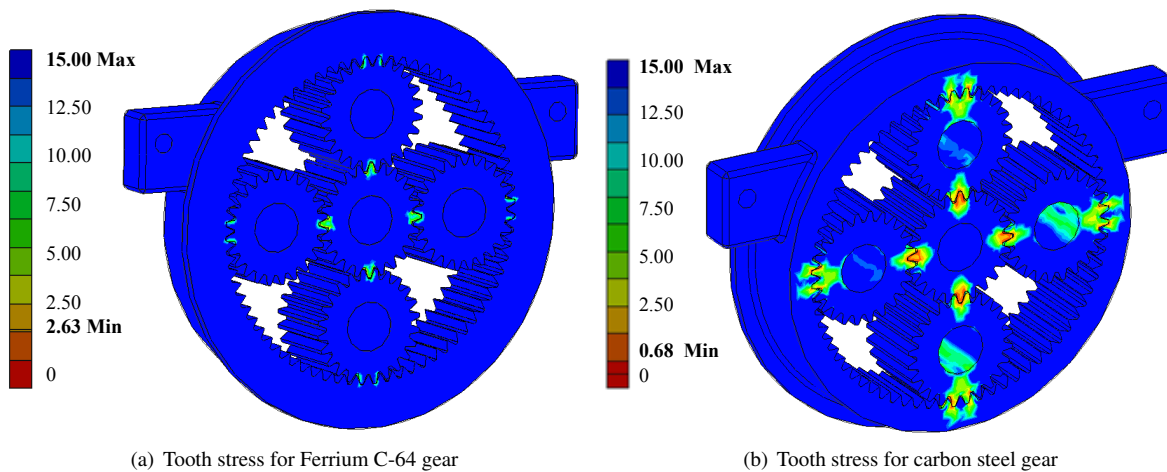 15.00 Max
12.50
10.00
7.50
5.00
2.50
2.63 Min
0
(a) Tooth stress for Ferrium C-64 gear
15.00 Max
12.50
10.00
7.50
5.00
2.50
0.68 Min
0
(b) Tooth stress for carbon steel gear